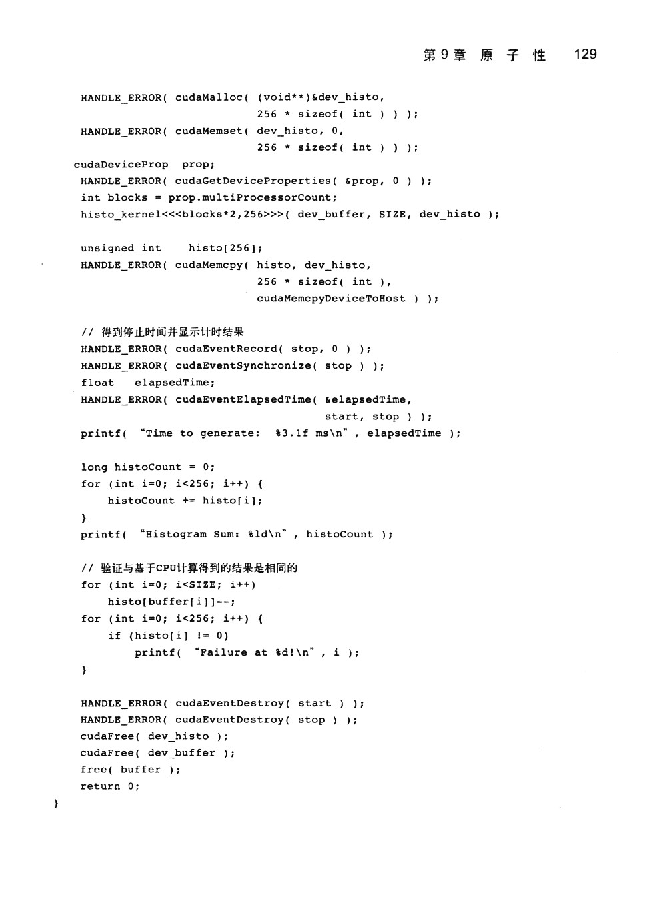 第9章 原 子 性 129
HANDLE_ERROR( cudaMalloc( (void**)&dev_histo,
256 * sizeof( int ) ) );
HANDLE_ERROR( cudaMemset( dev_histo, 0,
256 * sizeof( int ) ) );
cudaDeviceProp prop;
HANDLE_ERROR( cudaGetDeviceProperties( &prop, 0 ) );
int blocks = prop.multiProcessorCount;
histo_kernel<<<blocks*2,256>>>( dev_buffer, SIZE, dev_histo );
unsigned int histo[256];
HANDLE_ERROR( cudaMemcpy( histo, dev_histo,
256 * sizeof( int ),
cudaMemcpyDeviceToHost ) );
// 得到停止时间并显示计时结果
HANDLE_ERROR( cudaEventRecord( stop, 0 ) );
HANDLE_ERROR( cudaEventSynchronize( stop ) );
float elapsedTime;
HANDLE_ERROR( cudaEventElapsedTime( &elapsedTime,
start, stop ) );
printf( "Time to generate: %3.1f ms\n" , elapsedTime );
long histoCount = 0;
for (int i=0; i<256; i++) {
histoCount += histo[i];
}
printf( "Histogram Sum: %ld\n" , histoCount );
// 验证与基于CPU计算得到的结果是相同的
for (int i=0; i<SIZE; i++)
histo[buffer[i]]--;
for (int i=0; i<256; i++) {
if (histo[i] != 0)
printf( "Failure at %d!\n" , i );
}
HANDLE_ERROR( cudaEventDestroy( start ) );
HANDLE_ERROR( cudaEventDestroy( stop ) );
cudaFree( dev_histo );
cudaFree( dev_buffer );
free( buffer );
return 0;
}